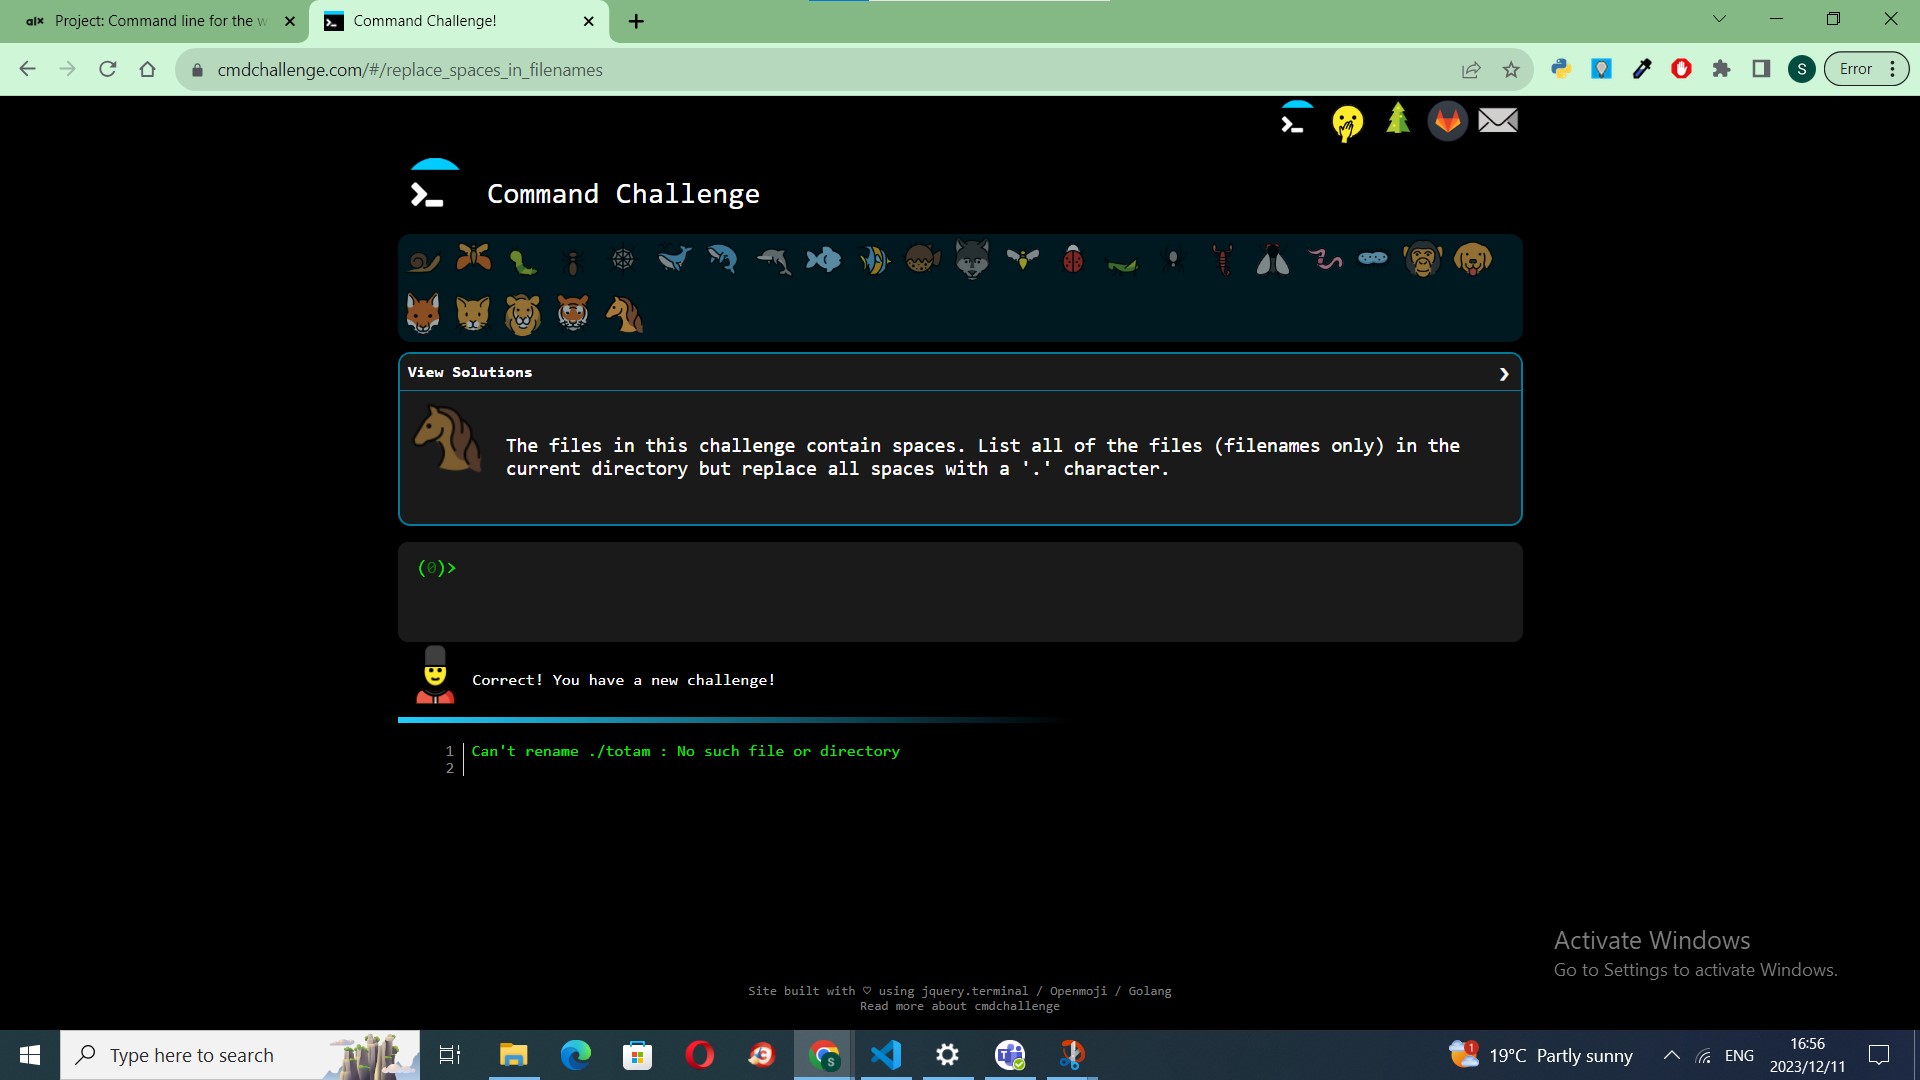 alx Project: Command line for the w
Command Challenge!
cmdchallenge.com/#/replace_spaces_in_filenames
S
Error
Command Challenge
View Solutions
The files in this challenge contain spaces. List all of the files (filenames only) in the
current directory but replace all spaces with a '.' character.
(0)>
Correct! You have a new challenge!
1 Can't rename ./totam : No such file or directory
2
Activate Windows
Go to Settings to activate Windows.
Site built with ♡ using jquery.terminal / Openmoji / Golang
Read more about cmdchallenge
Type here to search
S
1
19°C Partly sunny
ENG
16:56
2023/12/11